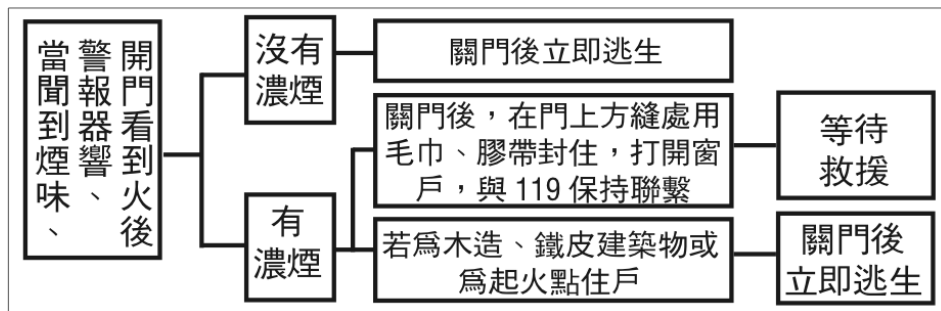 當聞到煙味、
警報器響、
開門看到火後
沒有
濃煙
關門後立即逃生
有
濃煙
關門後，在門上方縫處用
毛巾、膠帶封住，打開窗
戶，與 119 保持聯繫
等待
救援
若爲木造、鐵皮建築物或
爲起火點住戶
關門後
立即逃生